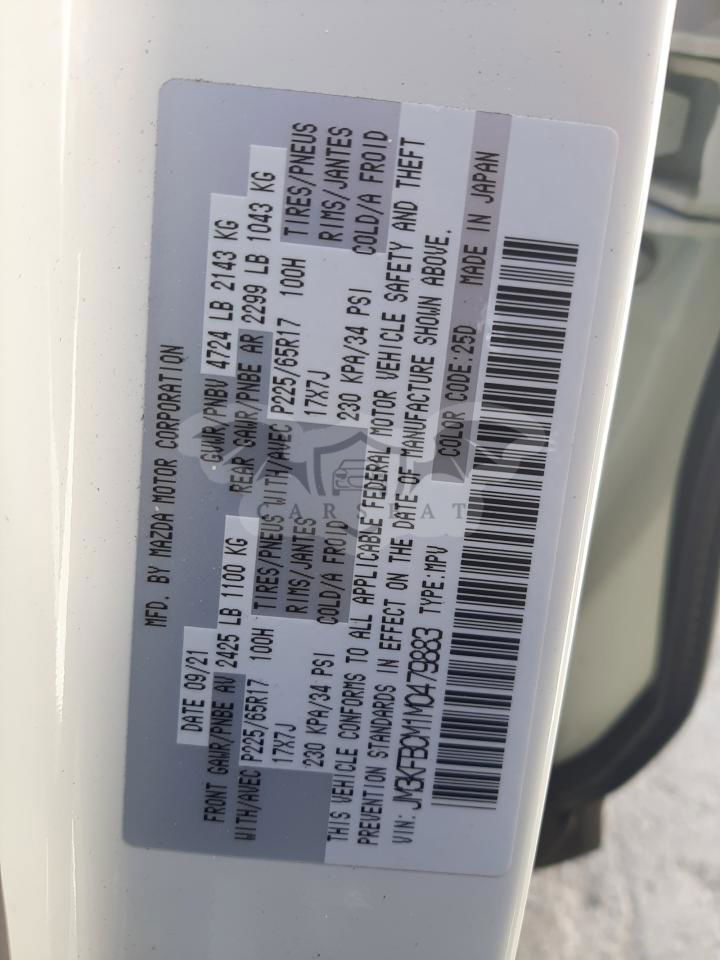 MFD. BY MAZDA MOTOR CORPORATION
DATE 09/21 GVWR/PNBV 4724 LB 2143 KG
FRONT GAWR/PNBE AV 2425 LB 1100 KG REAR GAWR/PNBE AR 2299 LB 1043 KG
WITH/AVEC P225/65R17 100H TIRES/PNEUS WITH/AVEC P225/65R17 100H TIRES/PNEUS
17X7J RIMS/JANTES 17X7J RIMS/JANTES
230 KPA/34 PSI COLD/A FROID 230 KPA/34 PSI COLD/A FROID
THIS VEHICLE CONFORMS TO ALL APPLICABLE FEDERAL MOTOR VEHICLE SAFETY AND THEFT
PREVENTION STANDARDS IN EFFECT ON THE DATE OF MANUFACTURE SHOWN ABOVE.
VIN: JM3KFBCM1M0479883 TYPE:MPV COLOR CODE:25D MADE IN JAPAN
CARSEAT